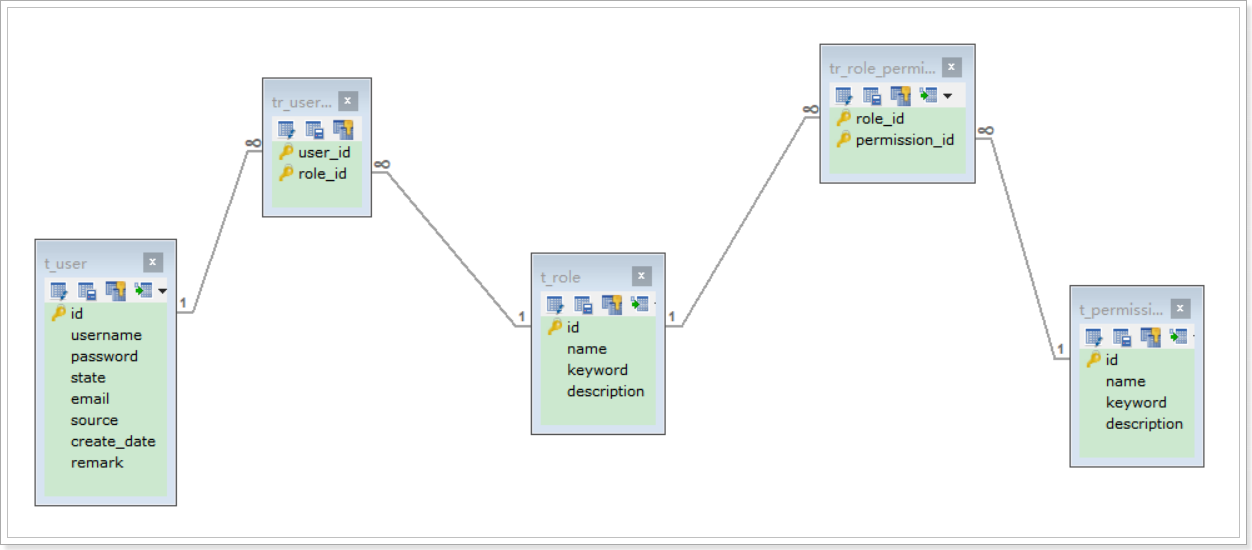 t_user
id
username
password
state
email
source
create_date
remark
1
∞
tr_user...
user_id
role_id
∞
1
t_role
id
name
keyword
description
1
∞
tr_role_permi...
role_id
permission_id
∞
1
t_permissi...
id
name
keyword
description